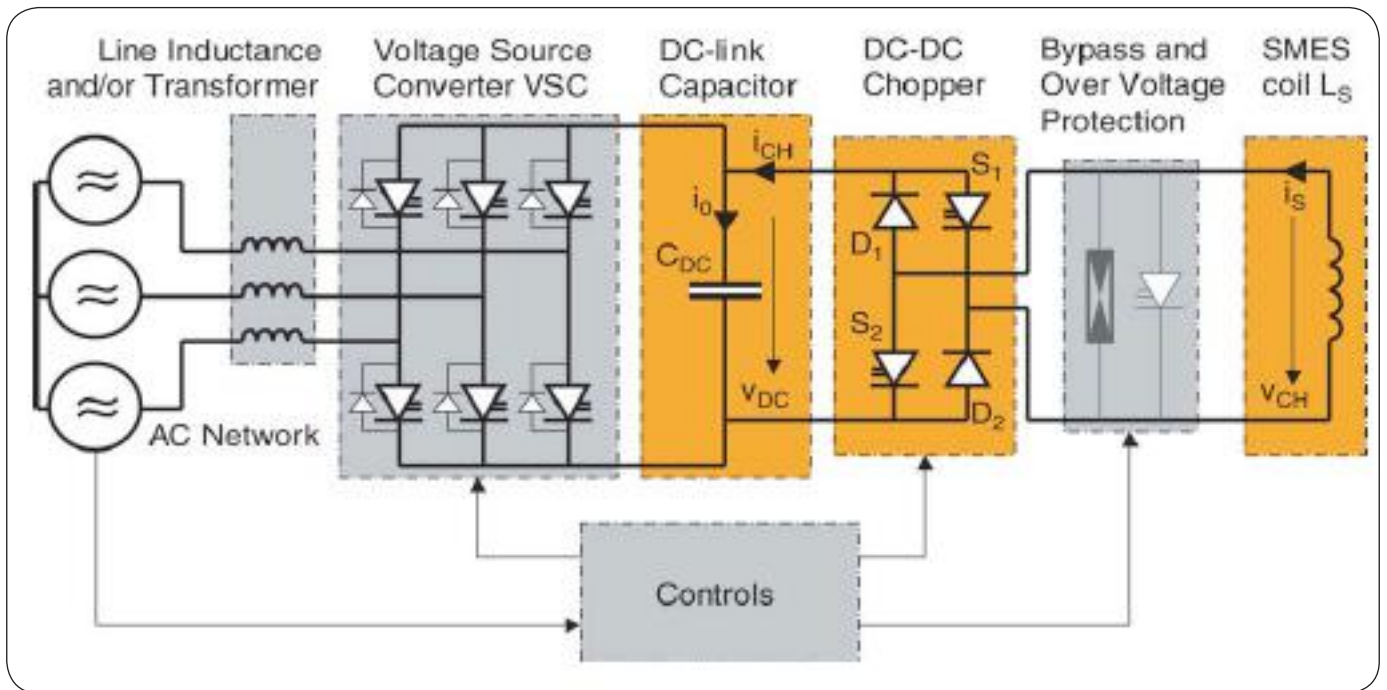 Line Inductance
and/or Transformer
Voltage Source
Converter VSC
DC-link
Capacitor
DC-DC
Chopper
Bypass and
Over Voltage
Protection
SMES
coil LS
iCH
S1
i0
iS
D1
CDC
S2
vDC
D2
vCH
AC Network
Controls